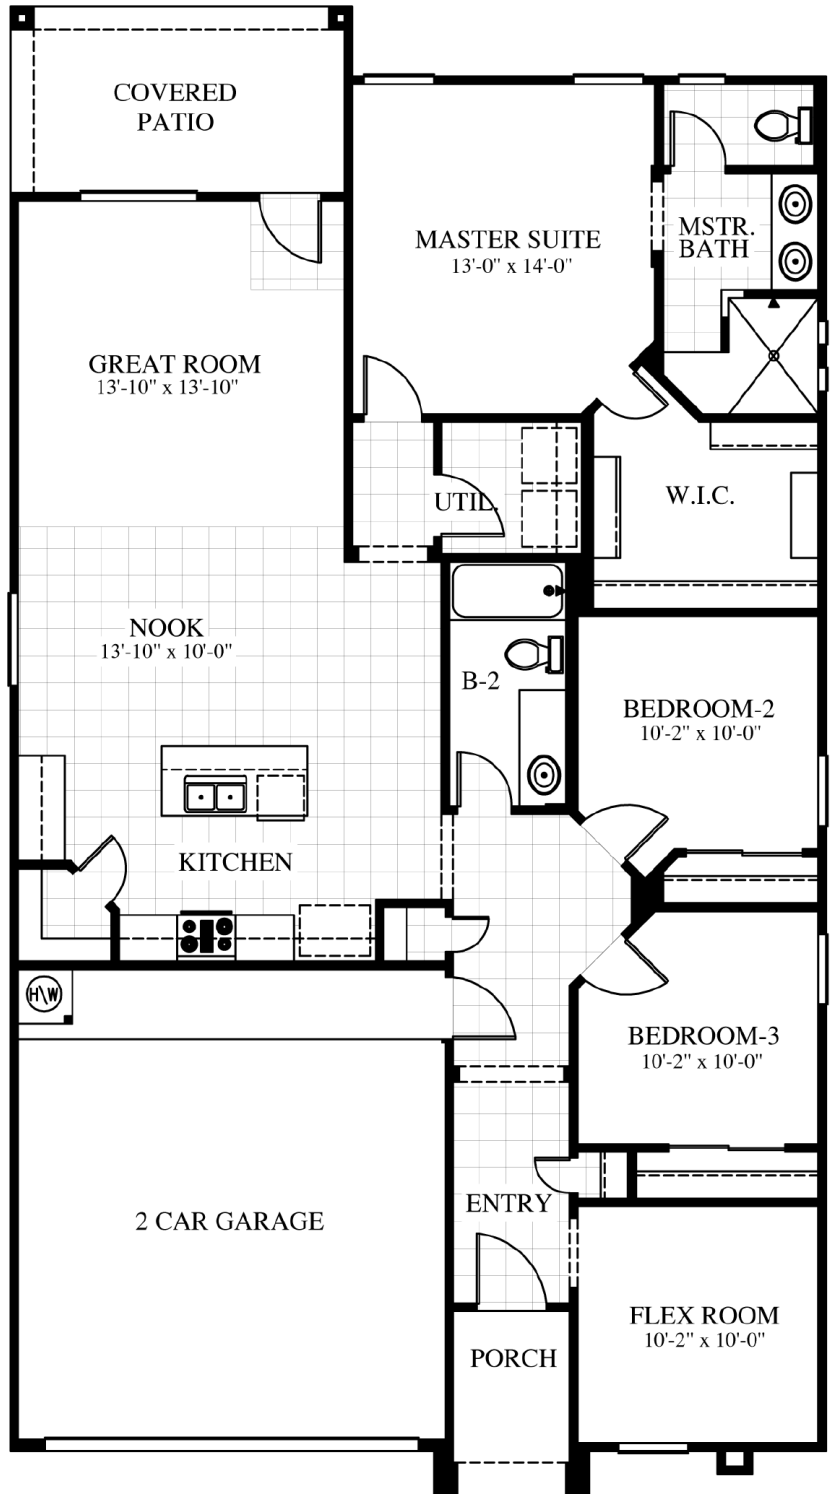 COVERED
PATIO
MASTER SUITE
13'-0" x 14'-0"
MSTR.
BATH
GREAT ROOM
13'-10" x 13'-10"
UTIL.
W.I.C.
NOOK
13'-10" x 10'-0"
B-2
BEDROOM-2
10'-2" x 10'-0"
KITCHEN
H\W
BEDROOM-3
10'-2" x 10'-0"
ENTRY
2 CAR GARAGE
FLEX ROOM
10'-2" x 10'-0"
PORCH